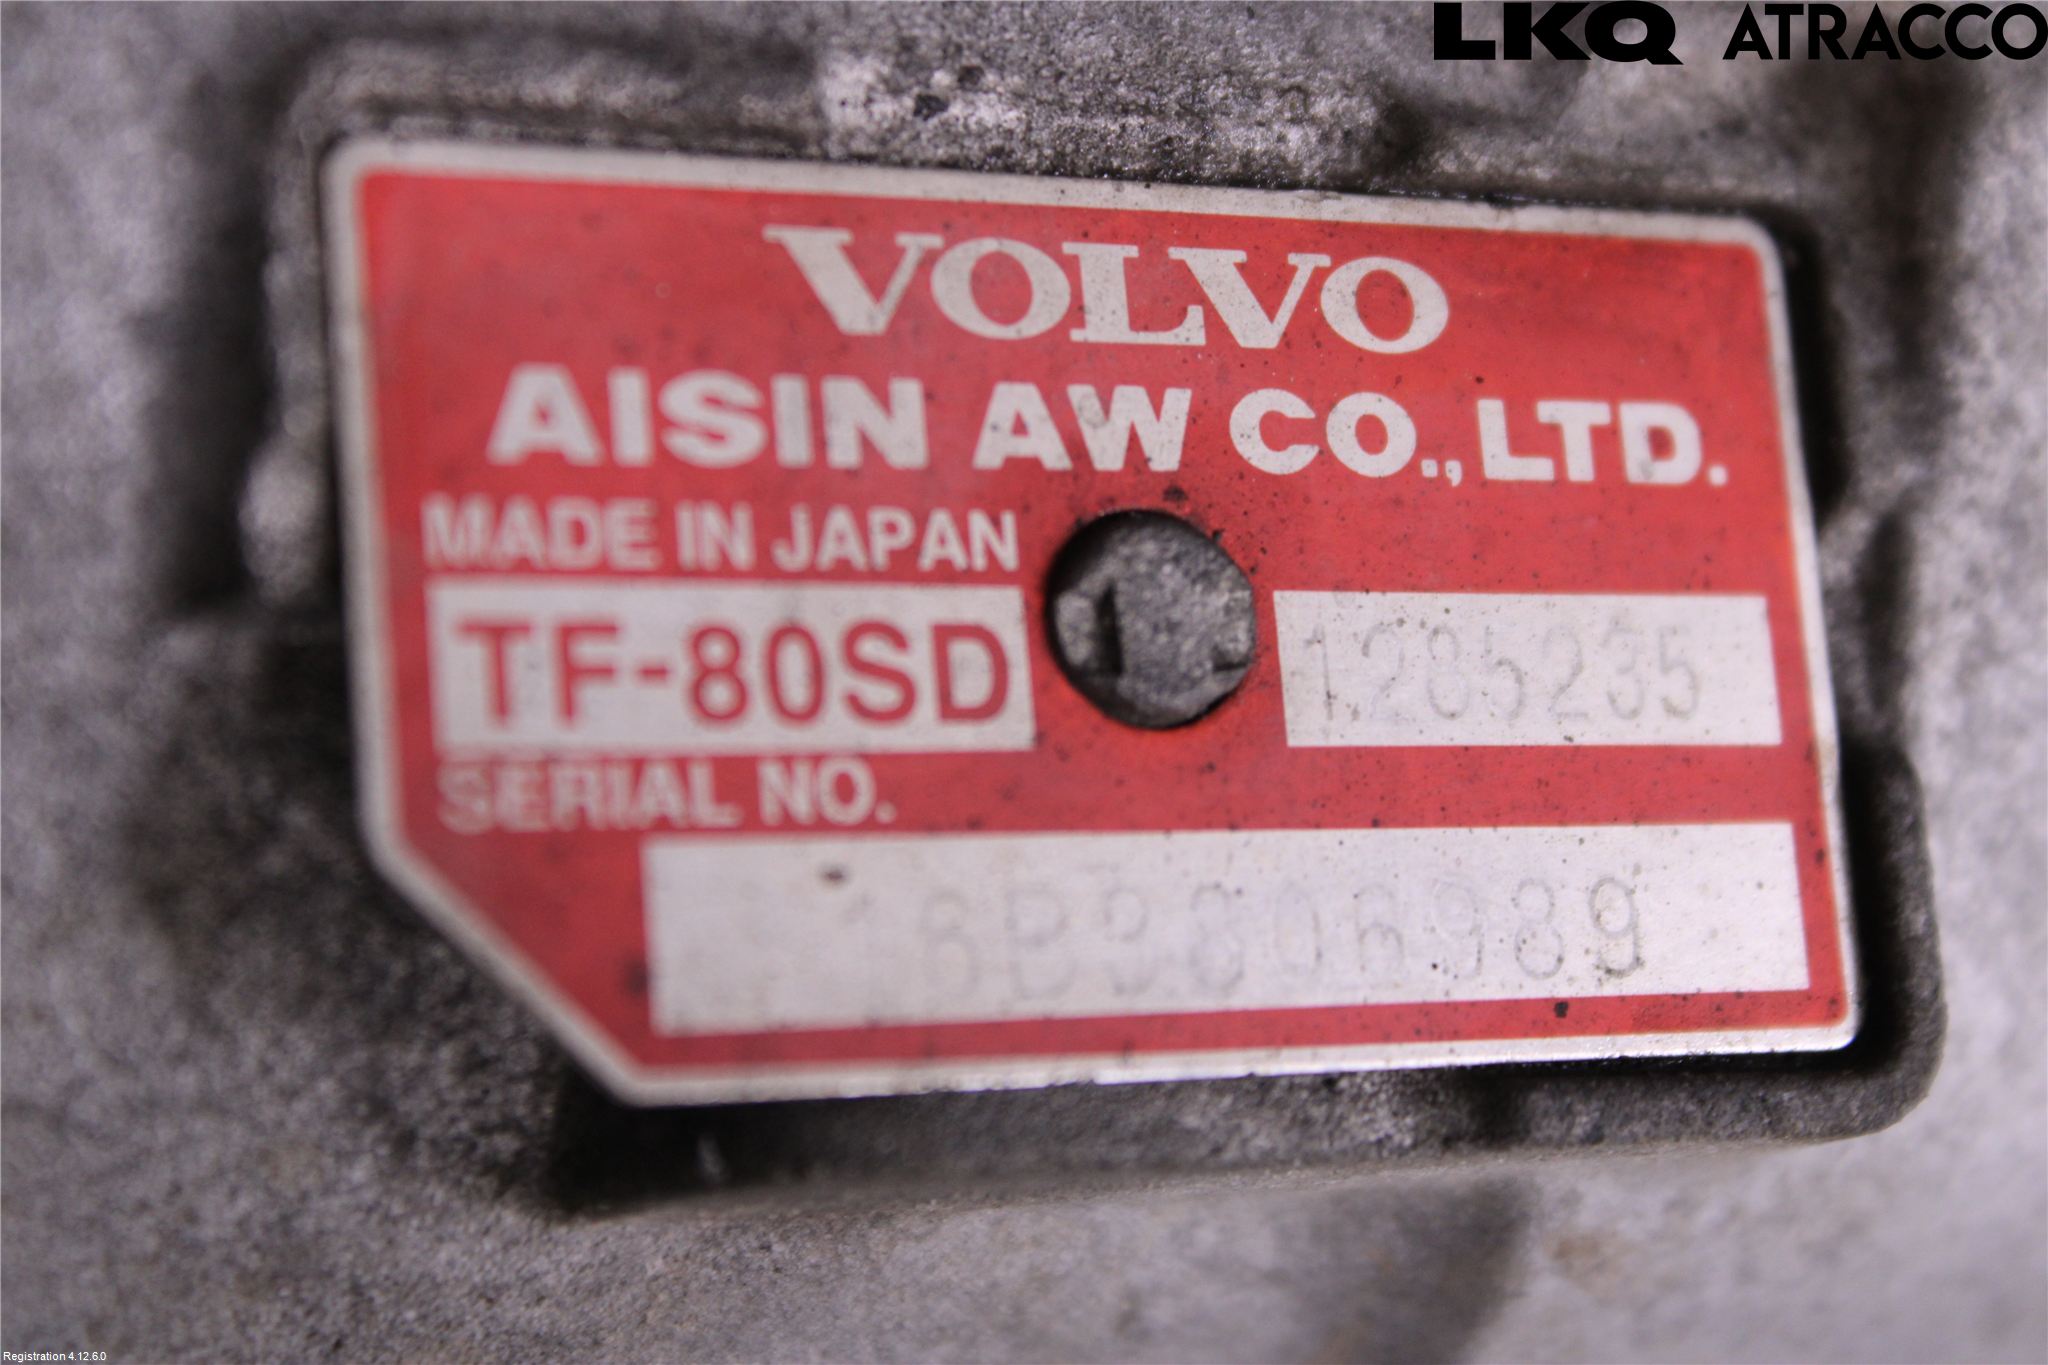 LKQ ATRACCO
VOLVO
AISIN AW CO., LTD.
MADE IN JAPAN
TF-80SD 1285235
SERIAL NO.
Registration 4.12.6.0